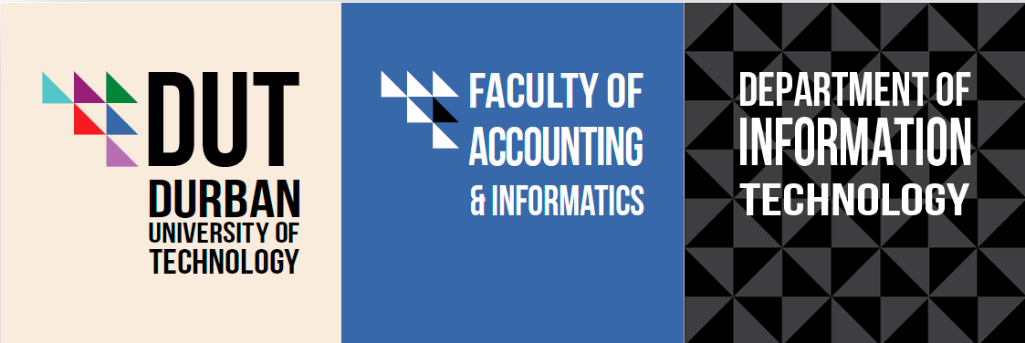 DUT
DURBAN
UNIVERSITY OF
TECHNOLOGY
FACULTY OF
ACCOUNTING
& INFORMATICS
DEPARTMENT OF
INFORMATION
TECHNOLOGY